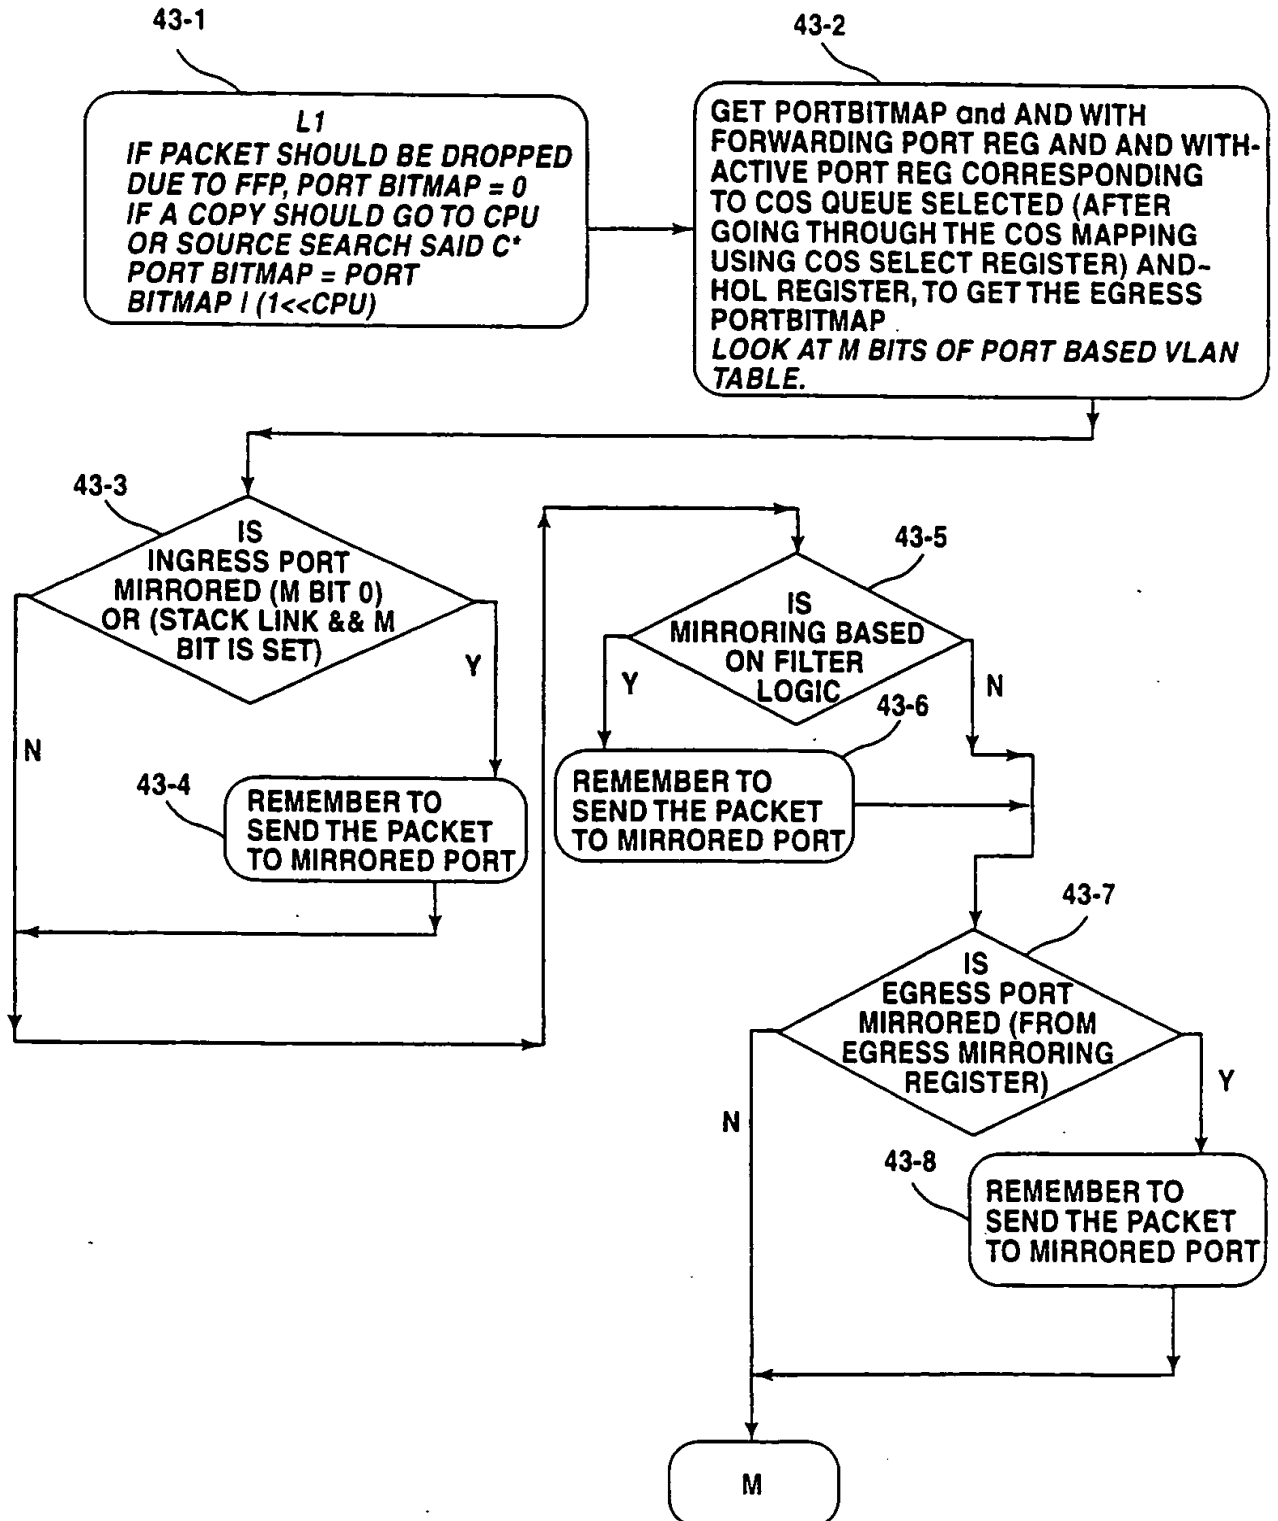 43-1
L1
IF PACKET SHOULD BE DROPPED
DUE TO FFP, PORT BITMAP = 0
IF A COPY SHOULD GO TO CPU
OR SOURCE SEARCH SAID C*
PORT BITMAP = PORT
BITMAP | (1<<CPU)
43-2
GET PORTBITMAP and AND WITH
FORWARDING PORT REG AND AND WITH-
ACTIVE PORT REG CORRESPONDING
TO COS QUEUE SELECTED (AFTER
GOING THROUGH THE COS MAPPING
USING COS SELECT REGISTER) AND~
HOL REGISTER, TO GET THE EGRESS
PORTBITMAP
LOOK AT M BITS OF PORT BASED VLAN
TABLE.
43-3
IS
INGRESS PORT
MIRRORED (M BIT 0)
OR (STACK LINK && M
BIT IS SET)
N
Y
43-4
REMEMBER TO
SEND THE PACKET
TO MIRRORED PORT
43-5
IS
MIRRORING BASED
ON FILTER
LOGIC
Y
N
43-6
REMEMBER TO
SEND THE PACKET
TO MIRRORED PORT
43-7
IS
EGRESS PORT
MIRRORED (FROM
EGRESS MIRRORING
REGISTER)
N
Y
43-8
REMEMBER TO
SEND THE PACKET
TO MIRRORED PORT
M